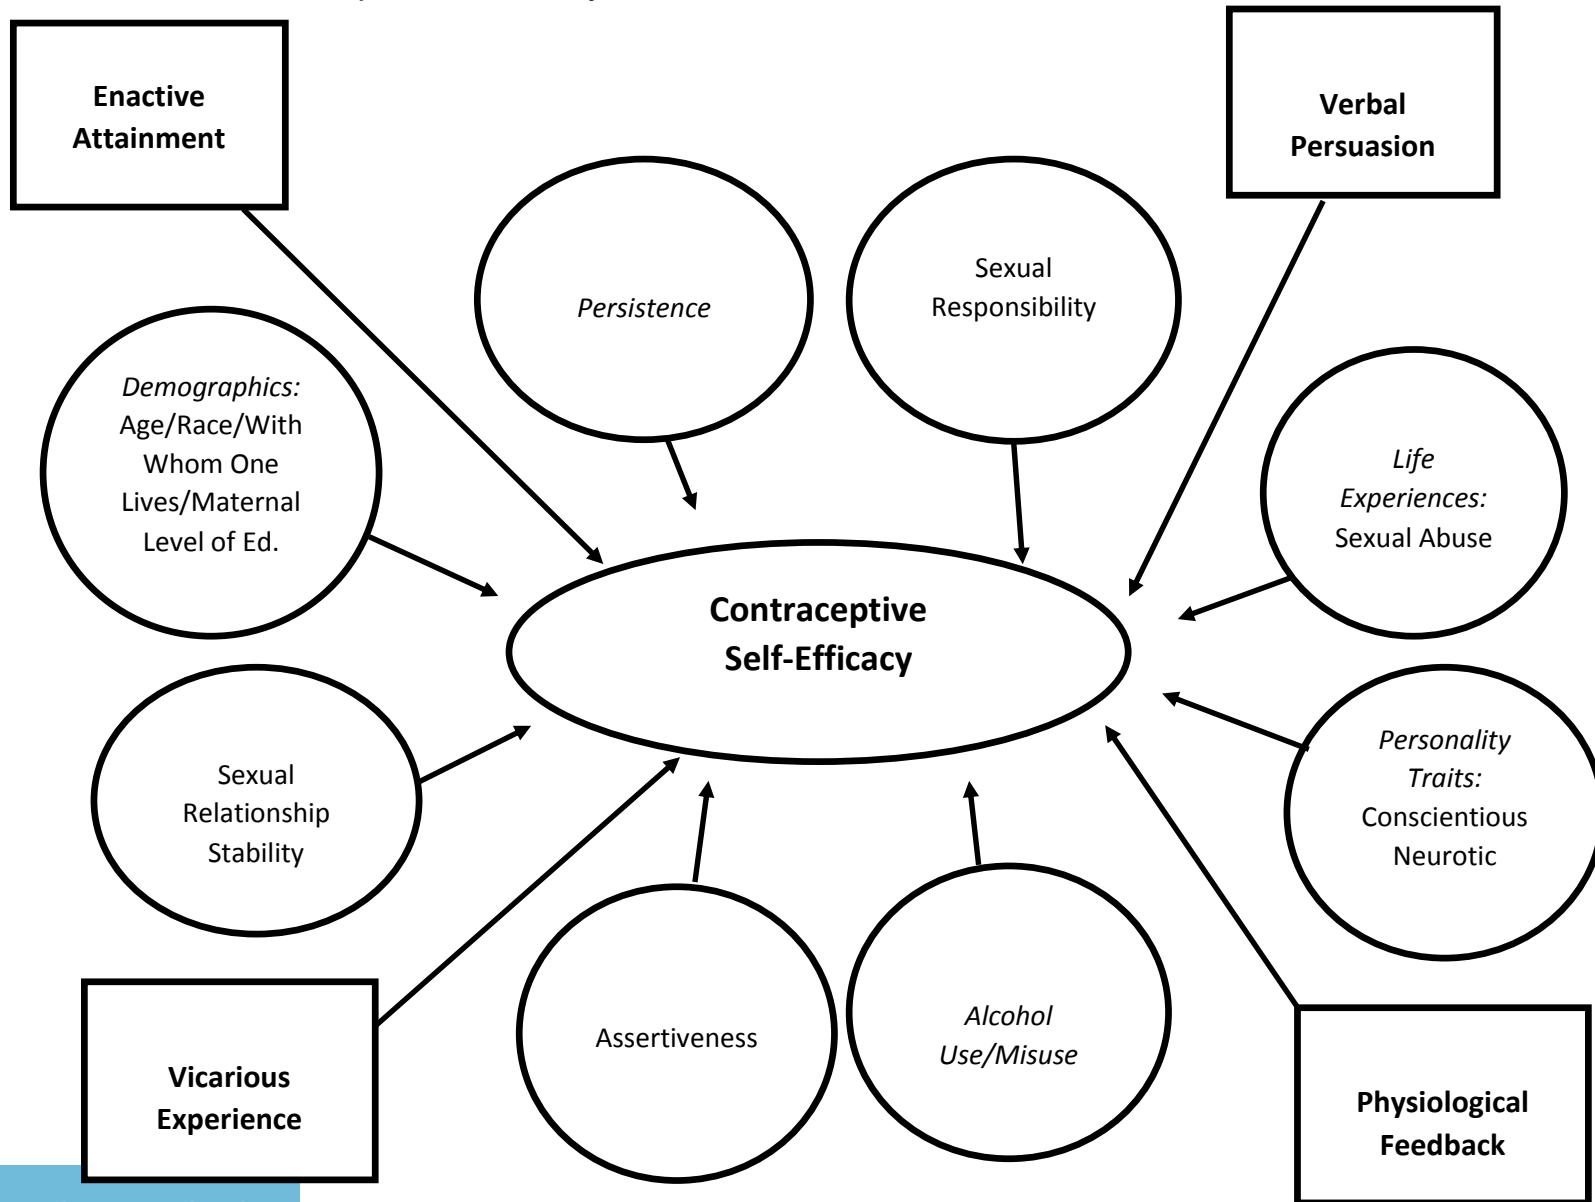 Enactive
Attainment
Verbal
Persuasion
Persistence
Sexual
Responsibility
Demographics:
Age/Race/With
Whom One
Lives/Maternal
Level of Ed.
Life
Experiences:
Sexual Abuse
Contraceptive
Self-Efficacy
Sexual
Relationship
Stability
Personality
Traits:
Conscientious
Neurotic
Assertiveness
Alcohol
Use/Misuse
Vicarious
Experience
Physiological
Feedback